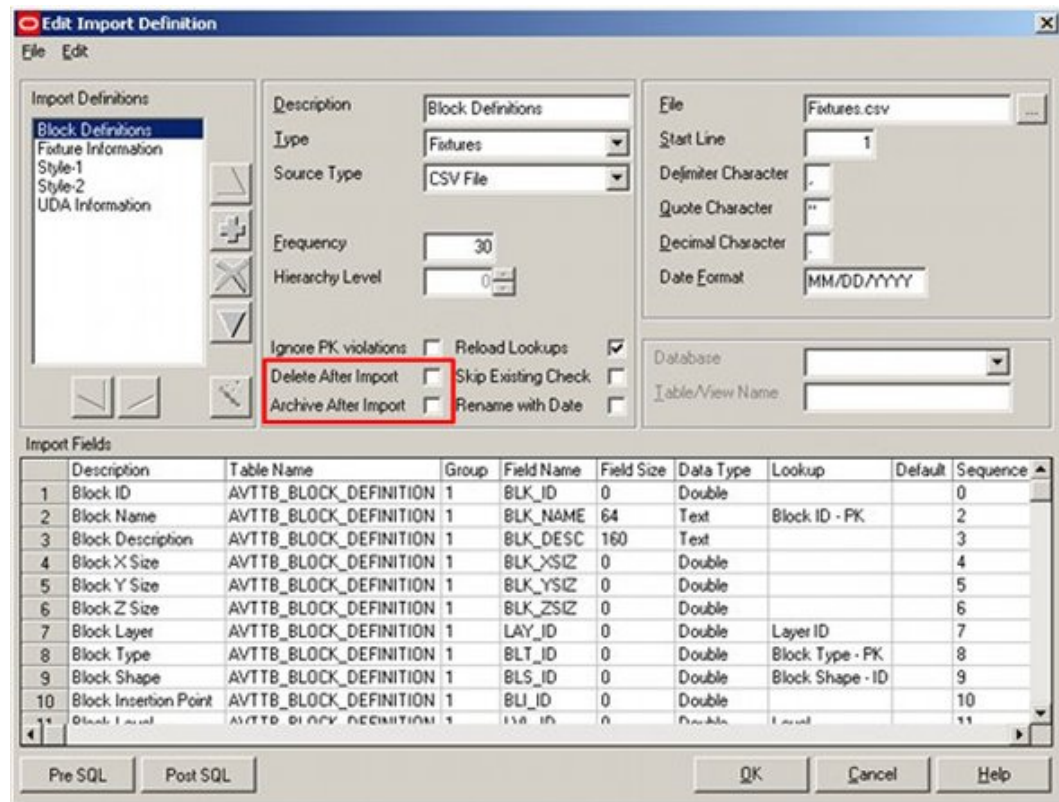 Edit Import Definition
File Edit
Import Definitions
Block Definitions
Fixture Information
Style-1
Style-2
UDA Information
Description Block Definitions
Type Fixtures
Source Type CSV File
Frequency 30
Hierarchy Level 0
Ignore PK violations Reload Lookups
Delete After Import Skip Existing Check
Archive After Import Rename with Date
File Fixtures.csv ...
Start Line 1
Delimiter Character ,
Quote Character "
Decimal Character .
Date Format MM/DD/YYYY
Database
Table/View Name
Import Fields
Description Table Name Group Field Name Field Size Data Type Lookup Default Sequence
1 Block ID AVTTB_BLOCK_DEFINITION 1 BLK_ID 0 Double 0
2 Block Name AVTTB_BLOCK_DEFINITION 1 BLK_NAME 64 Text Block ID - PK 2
3 Block Description AVTTB_BLOCK_DEFINITION 1 BLK_DESC 160 Text 3
4 Block X Size AVTTB_BLOCK_DEFINITION 1 BLK_XSIZ 0 Double 4
5 Block Y Size AVTTB_BLOCK_DEFINITION 1 BLK_YSIZ 0 Double 5
6 Block Z Size AVTTB_BLOCK_DEFINITION 1 BLK_ZSIZ 0 Double 6
7 Block Layer AVTTB_BLOCK_DEFINITION 1 LAY_ID 0 Double Layer ID 7
8 Block Type AVTTB_BLOCK_DEFINITION 1 BLT_ID 0 Double Block Type - PK 8
9 Block Shape AVTTB_BLOCK_DEFINITION 1 BLS_ID 0 Double Block Shape - ID 9
10 Block Insertion Point AVTTB_BLOCK_DEFINITION 1 BLI_ID 0 Double 10
11 Block Level AVTTB_BLOCK_DEFINITION 1 LVL_ID 0 Double Level 11
Pre SQL Post SQL OK Cancel Help